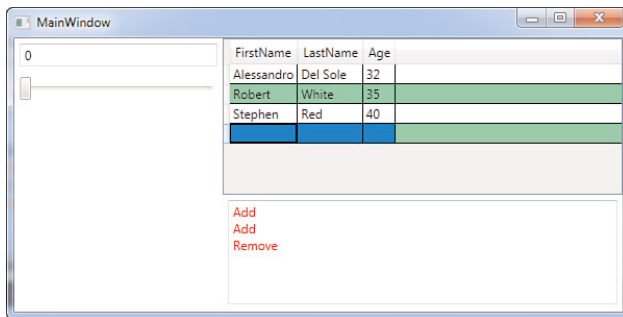 MainWindow
0
FirstName LastName Age
Alessandro Del Sole 32
Robert White 35
Stephen Red 40
Add
Add
Remove